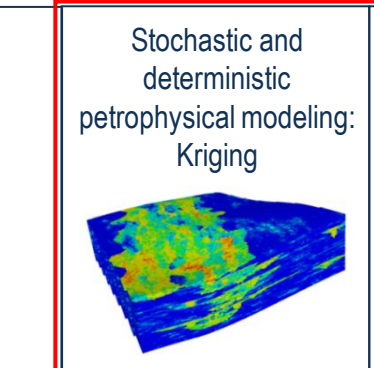 Stochastic and
deterministic
petrophysical modeling:
Kriging